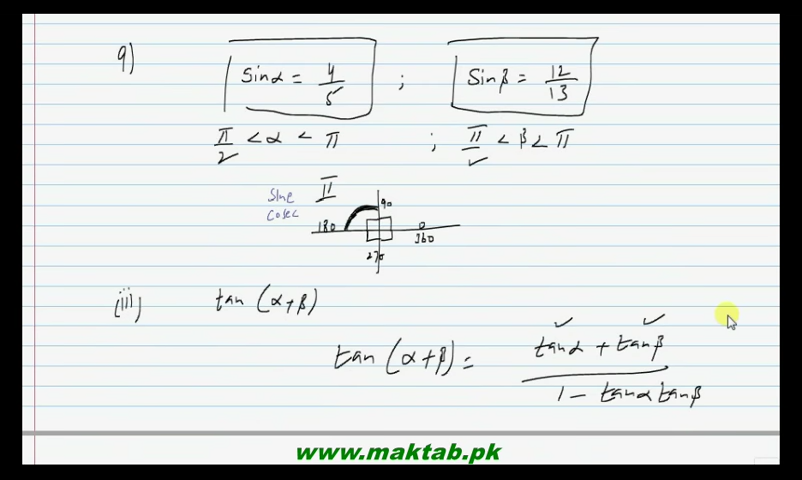 9) Sinα = 4/5 ; Sinβ = 12/13
π/2 < α < π ; π/2 < β < π
Sine II
Cosec
90
180 0
360
270
(iii) tan (α+β)
tan (α+β) = tanα + tanβ
1 - tanα tanβ
www.maktab.pk